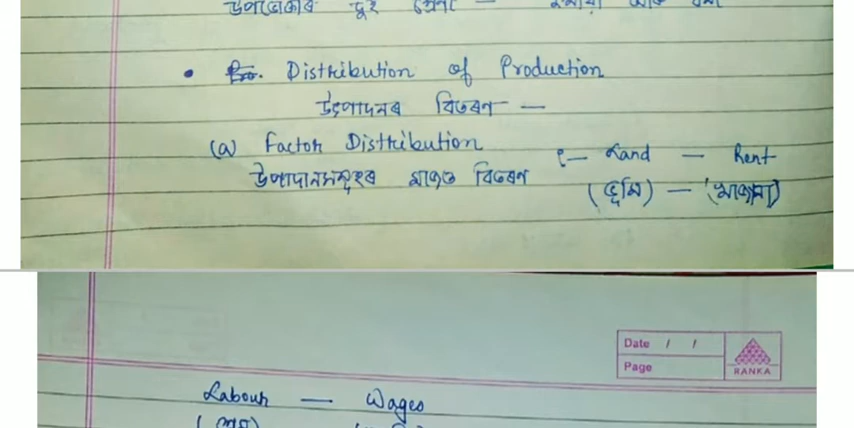 • Distribution of Production
উৎপাদনৰ বিতৰণ —
(a) Factor Distribution
উপাদানসমূহৰ মাজত বিতৰণ
Land — Rent
(ভূমি) — (খাজনা)
Date / /
Page
RANKA
Labour — Wages